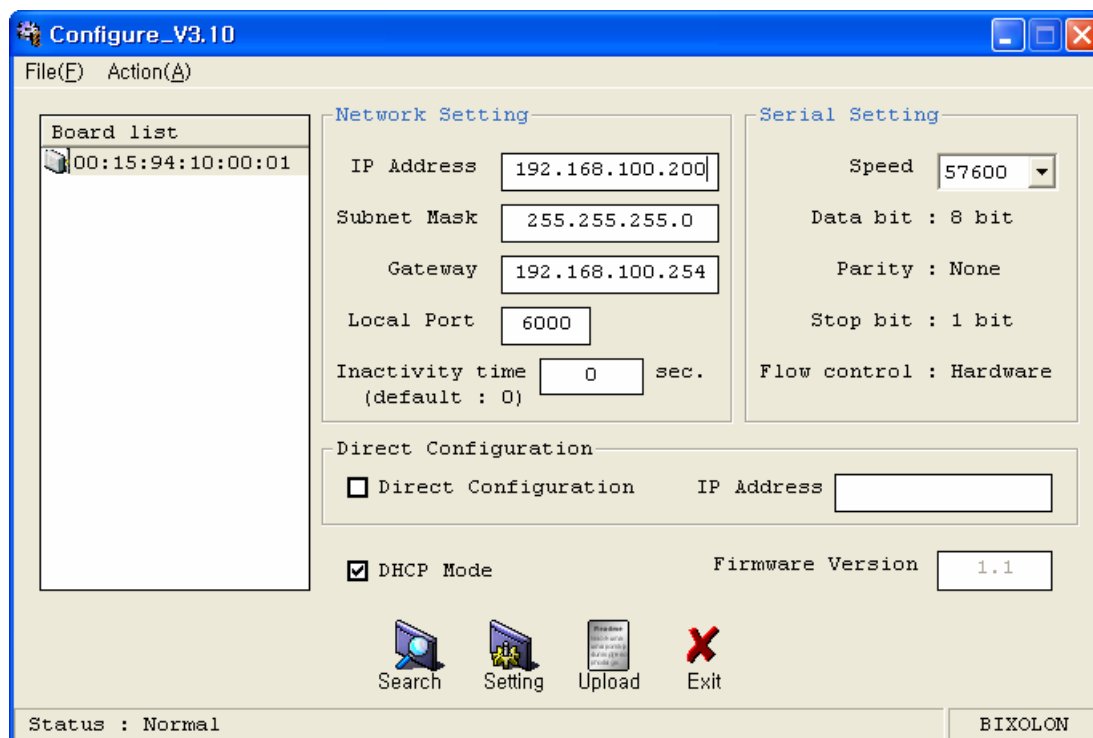 Configure_V3.10
File(F) Action(A)
Board list
00:15:94:10:00:01
Network Setting
IP Address 192.168.100.200
Subnet Mask 255.255.255.0
Gateway 192.168.100.254
Local Port 6000
Inactivity time 0 sec.
(default : 0)
Serial Setting
Speed 57600
Data bit : 8 bit
Parity : None
Stop bit : 1 bit
Flow control : Hardware
Direct Configuration
Direct Configuration IP Address
DHCP Mode Firmware Version 1.1
Search Setting Upload Exit
Status : Normal BIXOLON